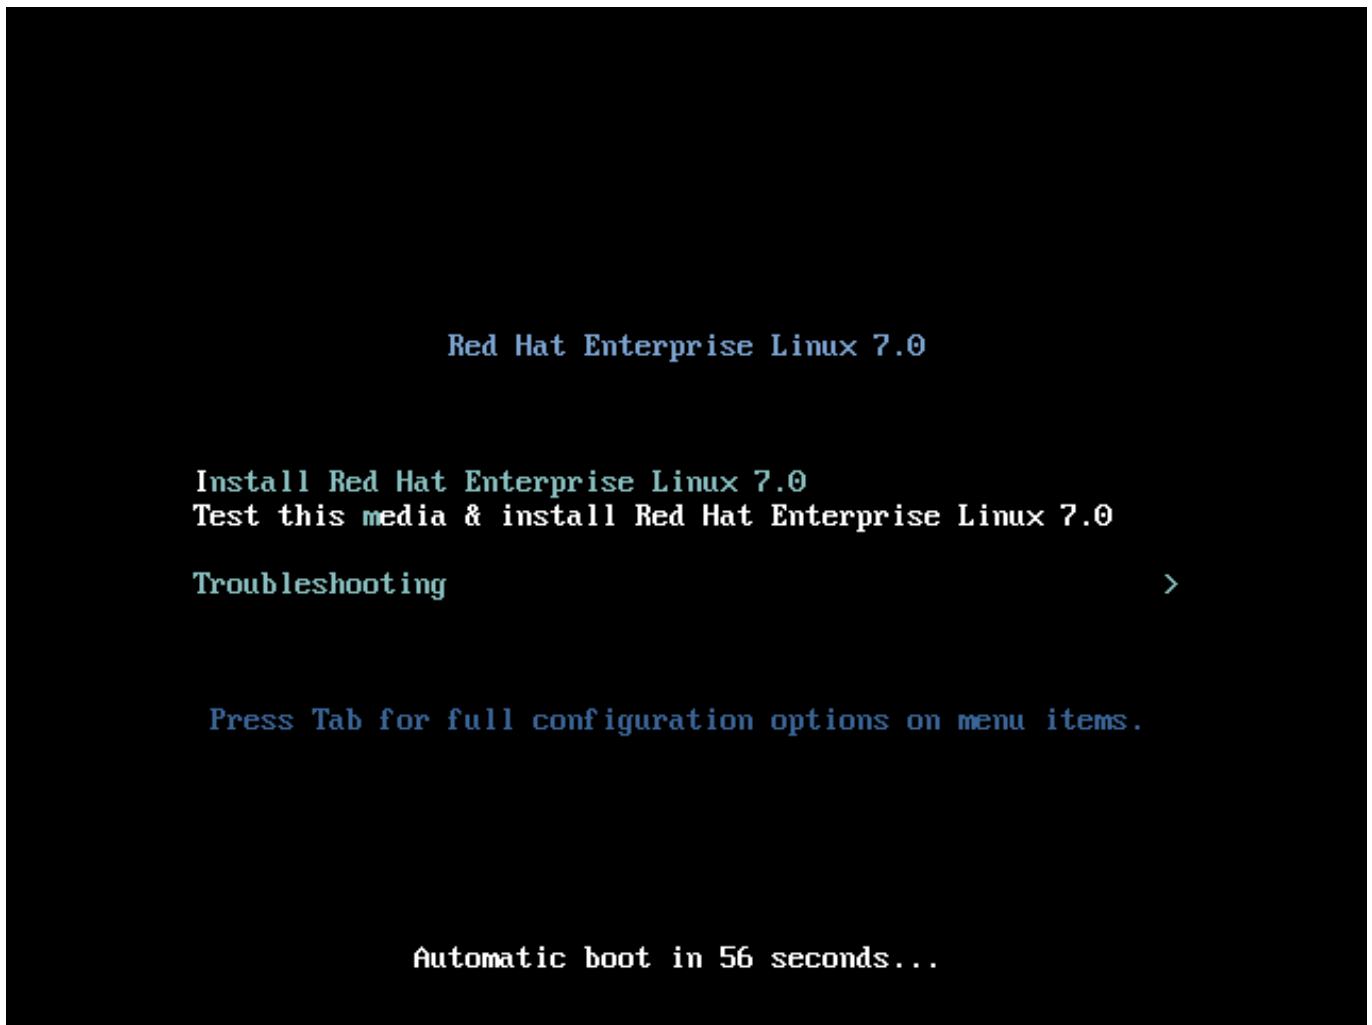 Red Hat Enterprise Linux 7.0
Install Red Hat Enterprise Linux 7.0
Test this media & install Red Hat Enterprise Linux 7.0
Troubleshooting >
Press Tab for full configuration options on menu items.
Automatic boot in 56 seconds...